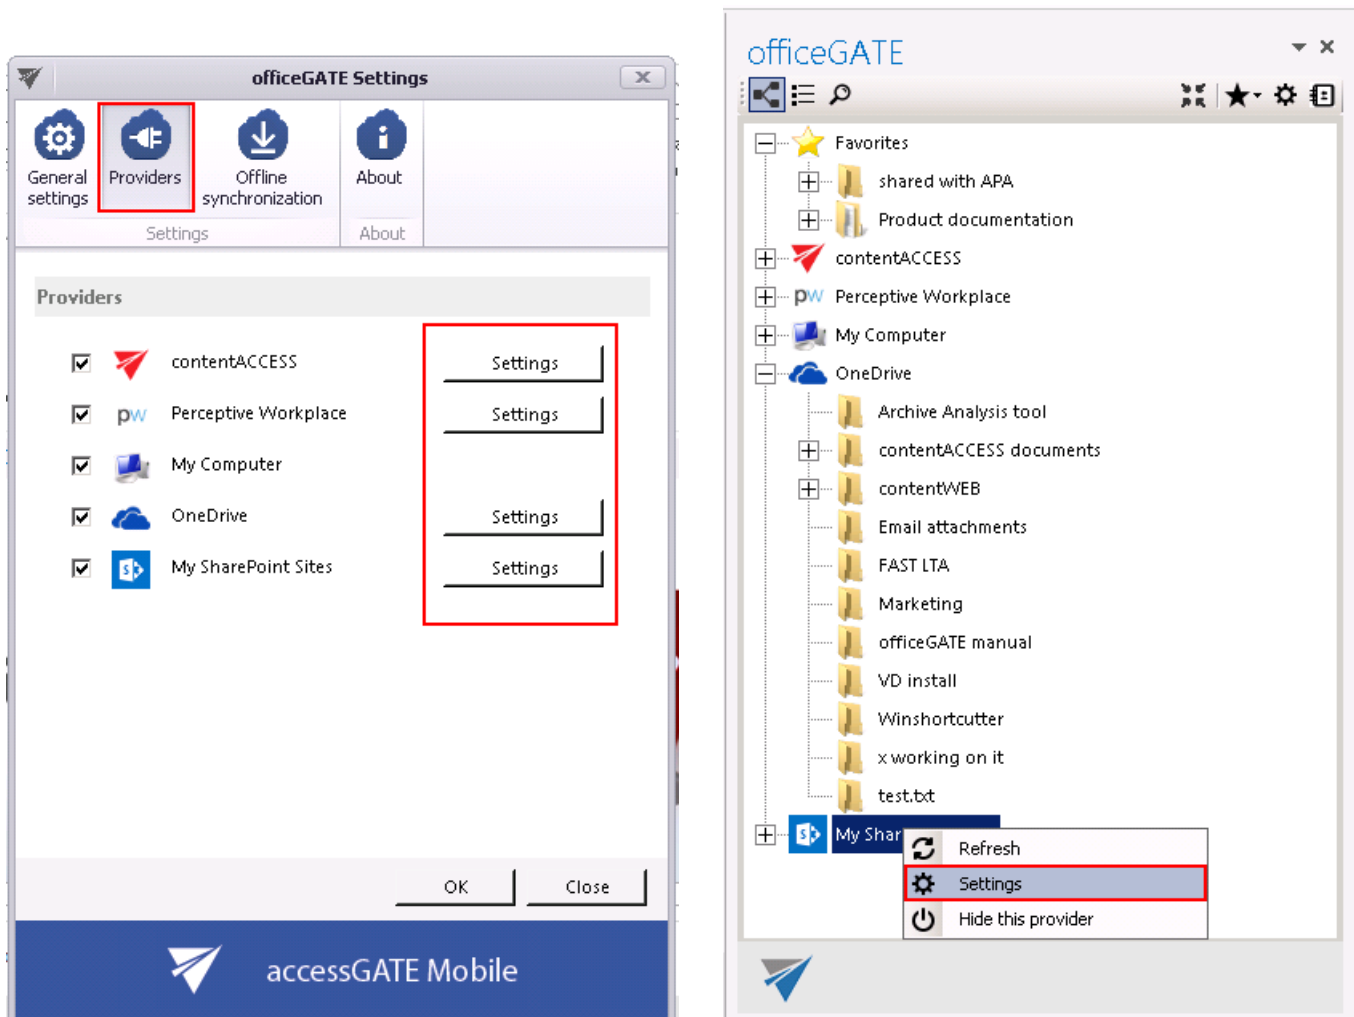 officeGATE Settings
General settings
Providers
Offline synchronization
About
Settings
About
Providers
contentACCESS
Settings
pw
Perceptive Workplace
Settings
My Computer
OneDrive
Settings
S
My SharePoint Sites
Settings
OK
Close
accessGATE Mobile
officeGATE
Favorites
shared with APA
Product documentation
contentACCESS
pw
Perceptive Workplace
My Computer
OneDrive
Archive Analysis tool
contentACCESS documents
contentWEB
Email attachments
FAST LTA
Marketing
officeGATE manual
VD install
Winshortcutter
x working on it
test.txt
S
My Shar
Refresh
Settings
Hide this provider